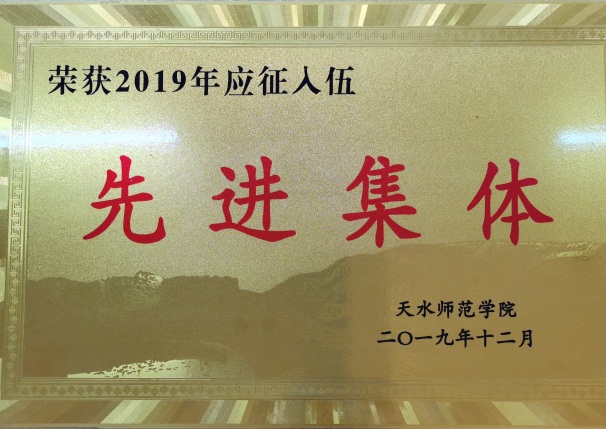 荣获2019年应征入伍
先进集体
天水师范学院
二〇一九年十二月